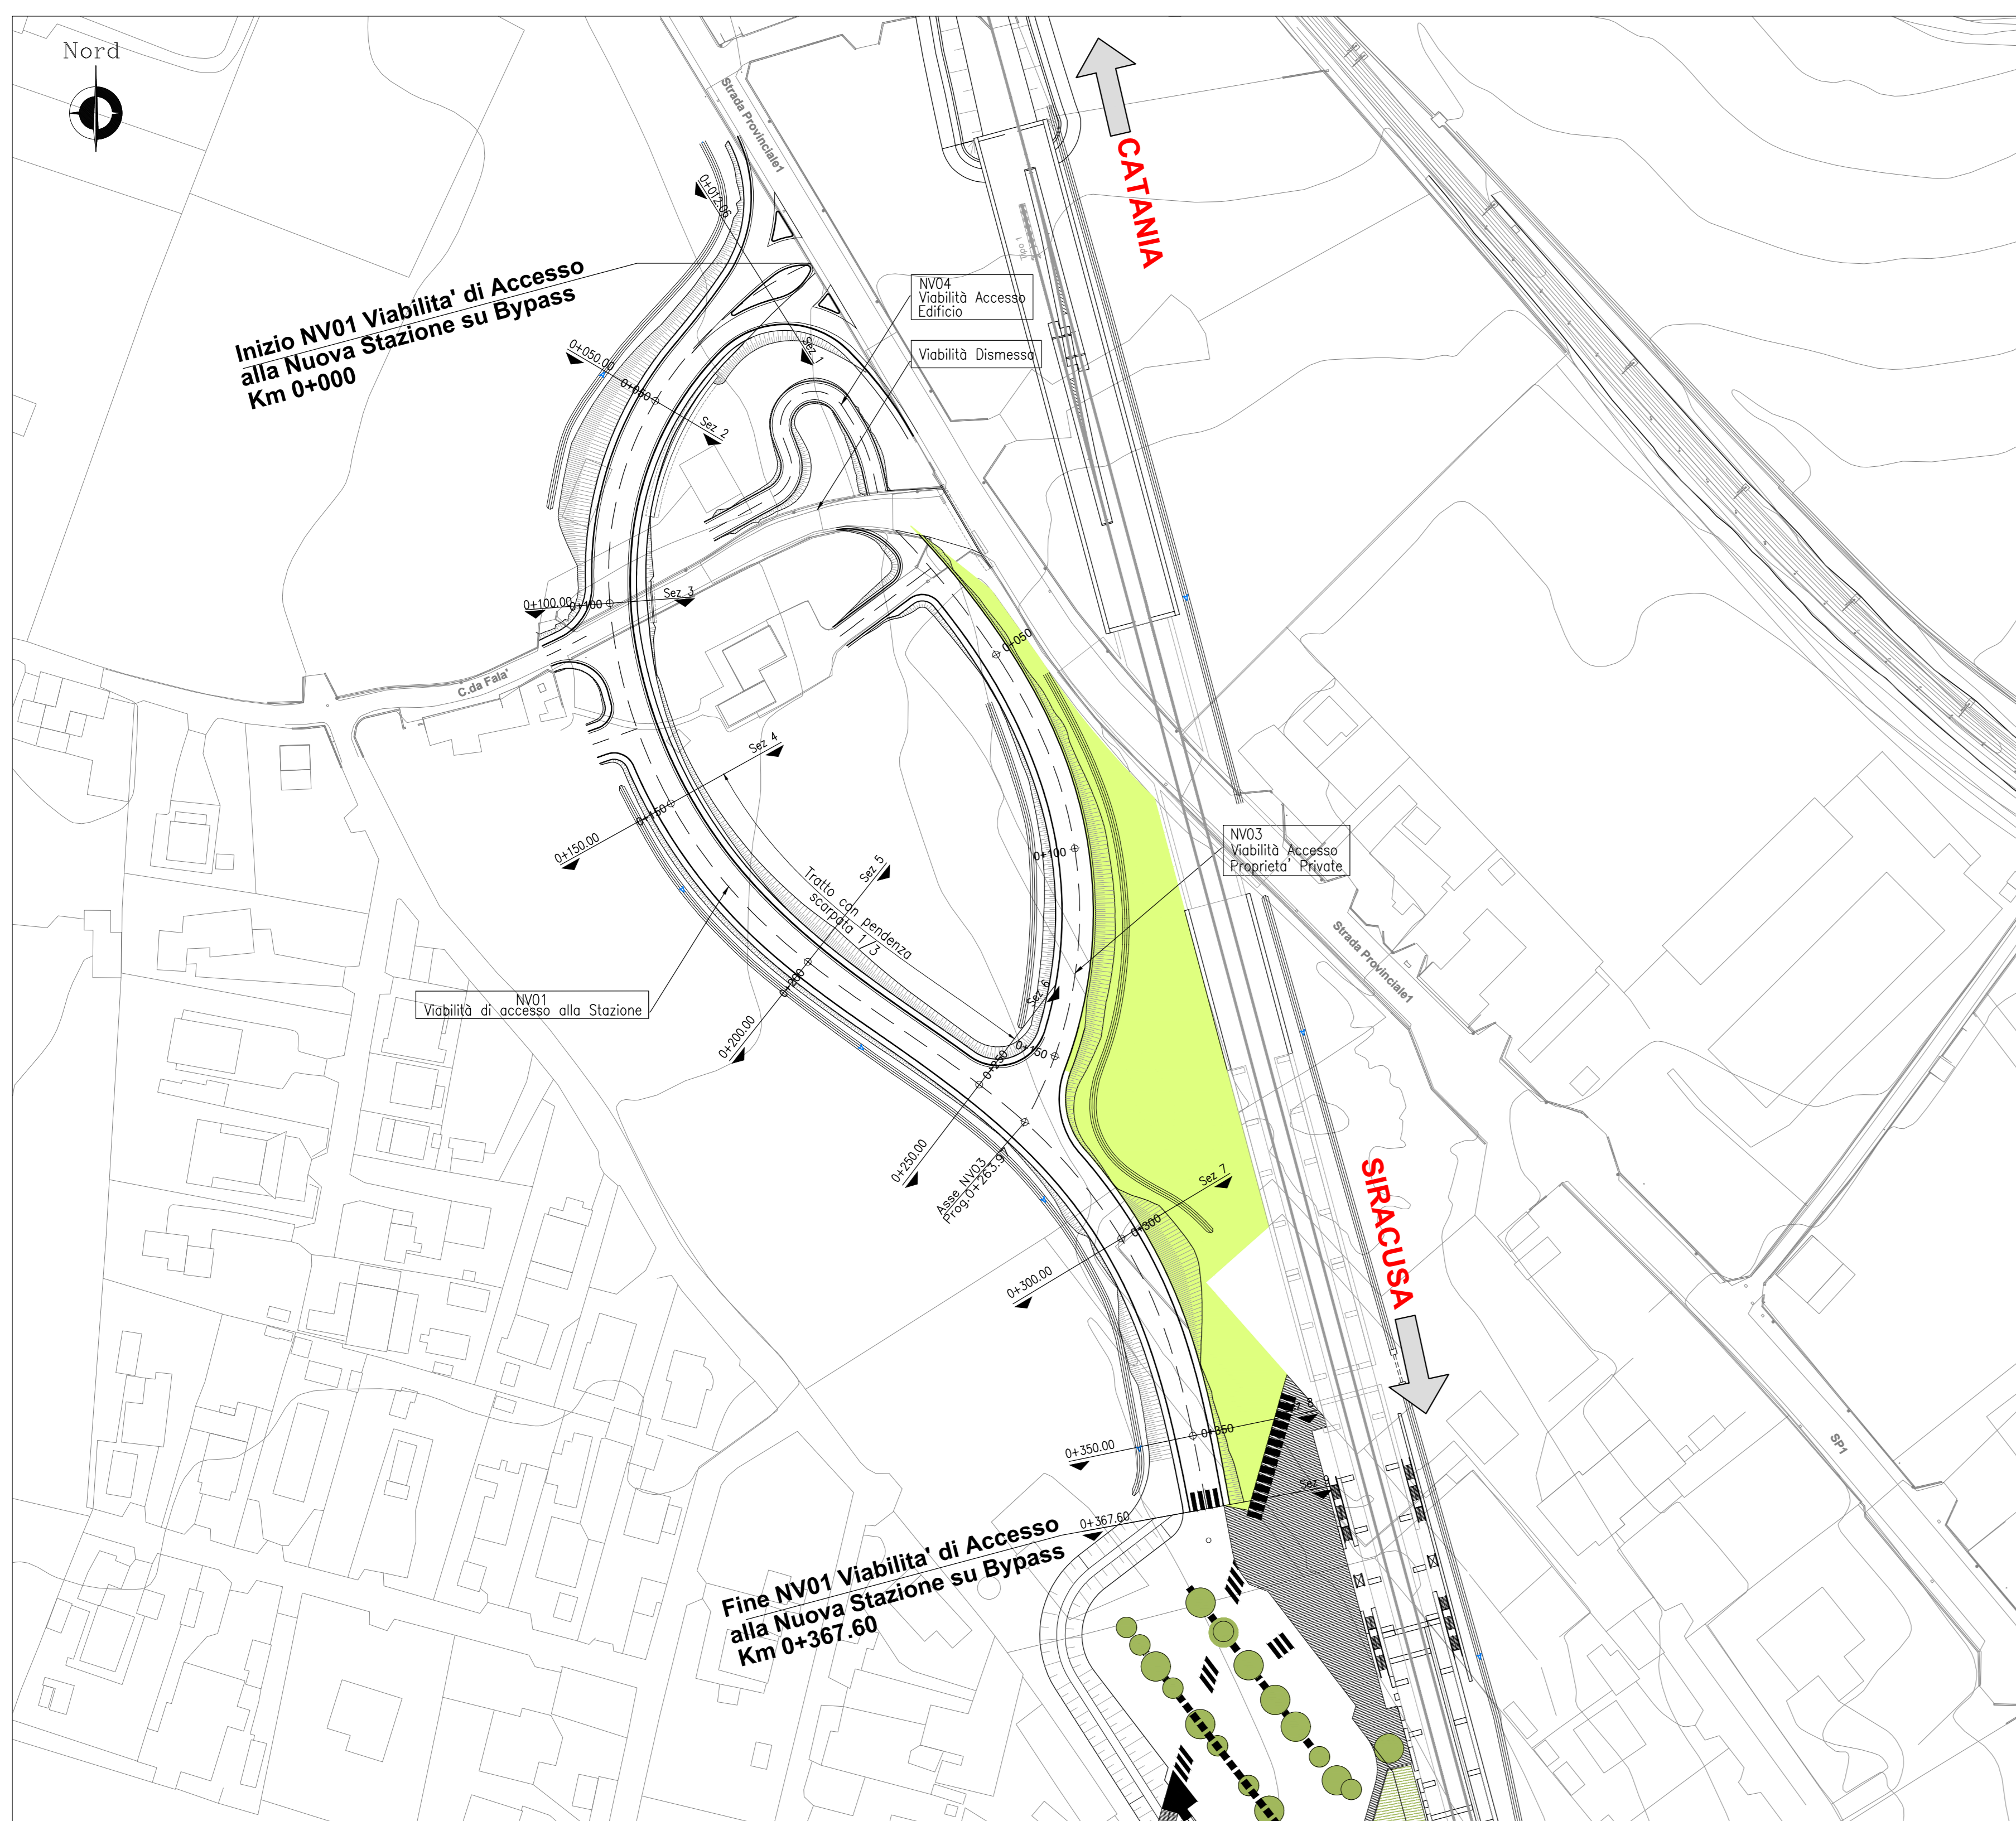 Nord
Strada Provinciale1
CATANIA
0+012.06
Inizio NV01 Viabilita' di Accesso
alla Nuova Stazione su Bypass
Km 0+000
NV04
Viabilità Accesso
Edificio
Viabilità Dismessa
Sez 1
0+050.00
0+050
Sez 2
0+100.00
0+100
Sez 3
C.da Fala'
0+050
Sez 4
0+150
0+150.00
Sez 5
Tratto con pendenza
scarpata 1/3
0+100
NV03
Viabilità Accesso
Proprieta' Private
Strada Provinciale1
NV01
Viabilità di accesso alla Stazione
0+200
0+200.00
Sez 6
0+150
0+250
0+250.00
Asse NV03
Prog.0+263.97
Sez 7
0+300
0+300.00
SIRACUSA
Sez 8
0+350
0+350.00
SP1
Sez 9
0+367.60
Fine NV01 Viabilita' di Accesso
alla Nuova Stazione su Bypass
Km 0+367.60